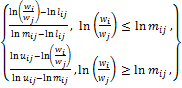 { (ln(w_i/w_j) − ln l_ij) / (ln m_ij − ln l_ij), ln(w_i/w_j) ≤ ln m_ij ,
(ln u_ij − ln(w_i/w_j)) / (ln u_ij − ln m_ij) , ln(w_i/w_j) ≥ ln m_ij , }